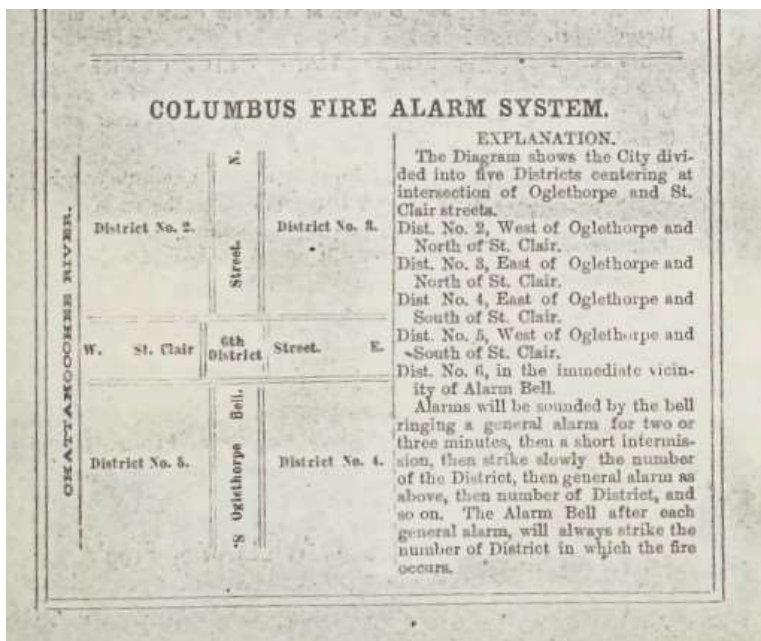 COLUMBUS FIRE ALARM SYSTEM.
CHATTAHOOCHEE RIVER.
N.
District No. 2.
District No. 3.
Street.
W. St. Clair
6th
District
Street. E.
Bell.
District No. 5.
District No. 4.
Oglethorpe
S.
EXPLANATION.
The Diagram shows the City divi-
ded into five Districts centering at
intersection of Oglethorpe and St.
Clair streets.
Dist. No. 2, West of Oglethorpe and
North of St. Clair.
Dist. No. 3, East of Oglethorpe and
North of St. Clair.
Dist No. 4, East of Oglethorpe and
South of St. Clair.
Dist. No. 5, West of Oglethorpe and
South of St. Clair.
Dist. No. 6, in the immediate vicin-
ity of Alarm Bell.
Alarms will be sounded by the bell
ringing a general alarm for two or
three minutes, then a short intermis-
sion, then strike slowly the number
of the District, then general alarm as
above, then number of District, and
so on. The Alarm Bell after each
general alarm, will always strike the
number of District in which the fire
occurs.